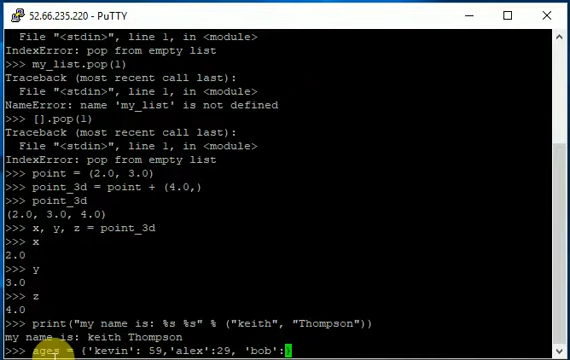 52.66.235.220 - PuTTY
File "<stdin>", line 1, in <module>
IndexError: pop from empty list
>>> my_list.pop(1)
Traceback (most recent call last):
File "<stdin>", line 1, in <module>
NameError: name 'my_list' is not defined
>>> [].pop(1)
Traceback (most recent call last):
File "<stdin>", line 1, in <module>
IndexError: pop from empty list
>>> point = (2.0, 3.0)
>>> point_3d = point + (4.0,)
>>> point_3d
(2.0, 3.0, 4.0)
>>> x, y, z = point_3d
>>> x
2.0
>>> y
3.0
>>> z
4.0
>>> print("my name is: %s %s" % ("keith", "Thompson"))
my name is: keith Thompson
>>> ages = {'kevin': 59,'alex':29, 'bob':}